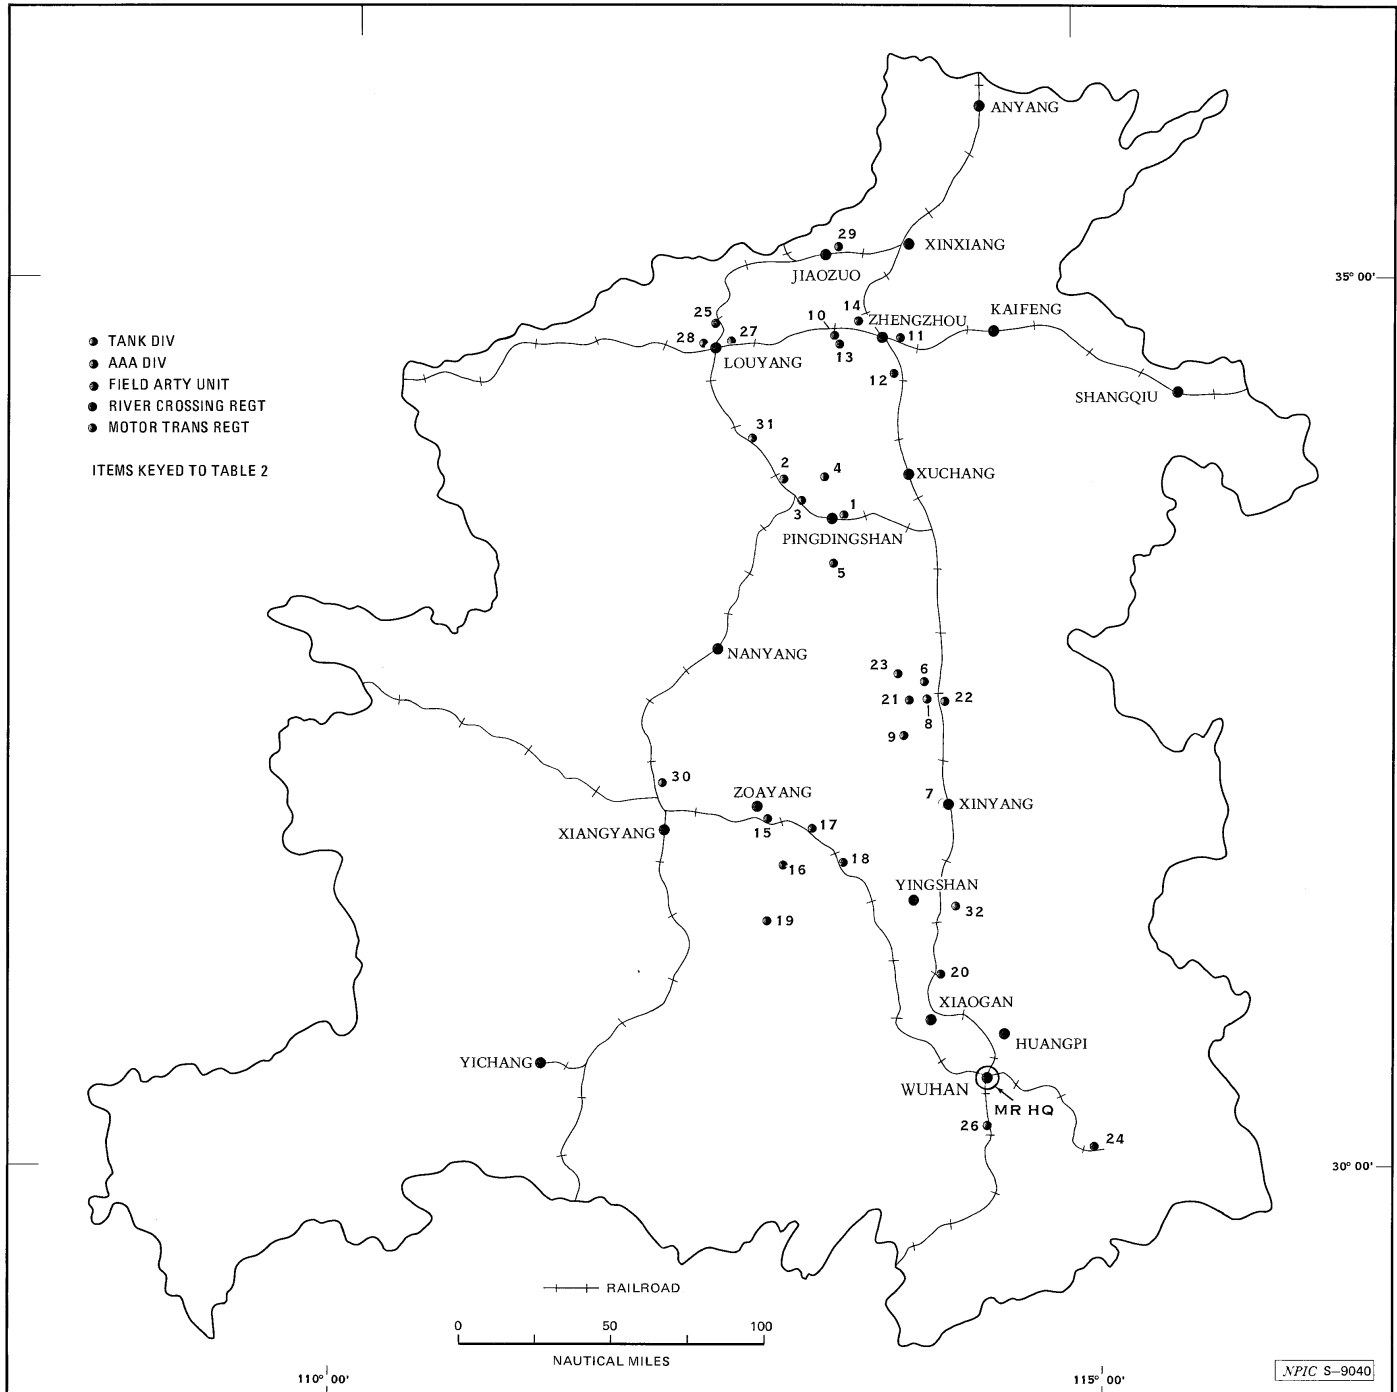 ANYANG
29
XINXIANG
JIAOZUO
35° 00'
25
10
14
ZHENGZHOU
KAIFENG
28
27
11
13
LOUYANG
12
SHANGQIU
TANK DIV
AAA DIV
FIELD ARTY UNIT
RIVER CROSSING REGT
MOTOR TRANS REGT
ITEMS KEYED TO TABLE 2
31
2
4
XUCHANG
3
1
PINGDINGSHAN
5
NANYANG
23
6
21
22
8
9
30
ZOAYANG
7
XINYANG
XIANGYANG
15
17
16
18
YINGSHAN
32
19
20
XIAOGAN
HUANGPI
YICHANG
WUHAN
MR HQ
26
24
30° 00'
RAILROAD
0 50 100
NAUTICAL MILES
110° 00'
115° 00'
NPIC S-9040